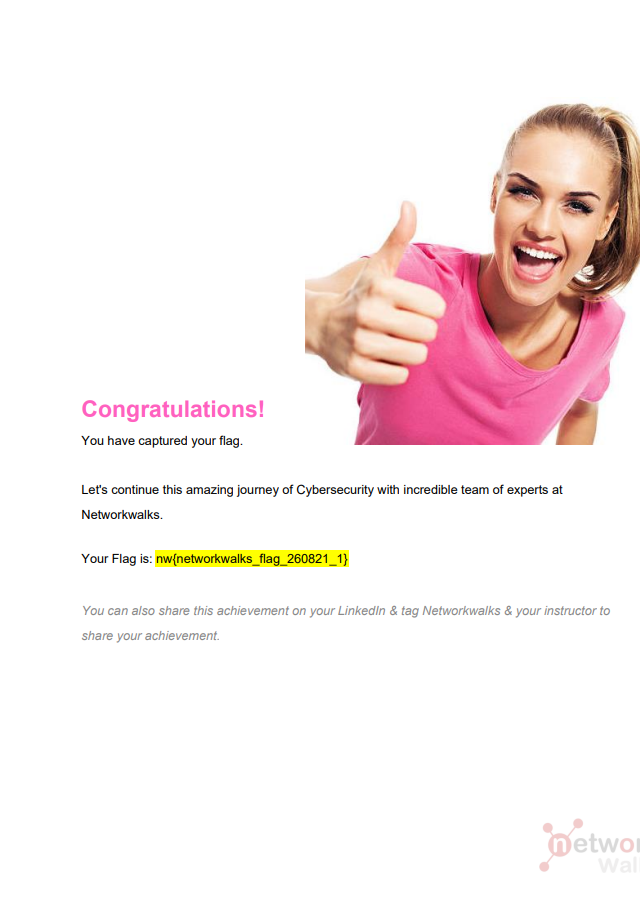 Congratulations!
You have captured your flag.
Let's continue this amazing journey of Cybersecurity with incredible team of experts at
Networkwalks.
Your Flag is: nw{networkwalks_flag_260821_1}
You can also share this achievement on your LinkedIn & tag Networkwalks & your instructor to
share your achievement.